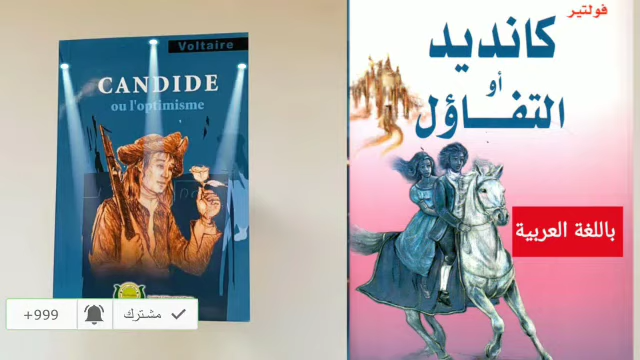 Voltaire
CANDIDE
ou l'optimisme
فولتير
كانديد
أو
التفاؤل
باللغة العربية
+999
مشترك